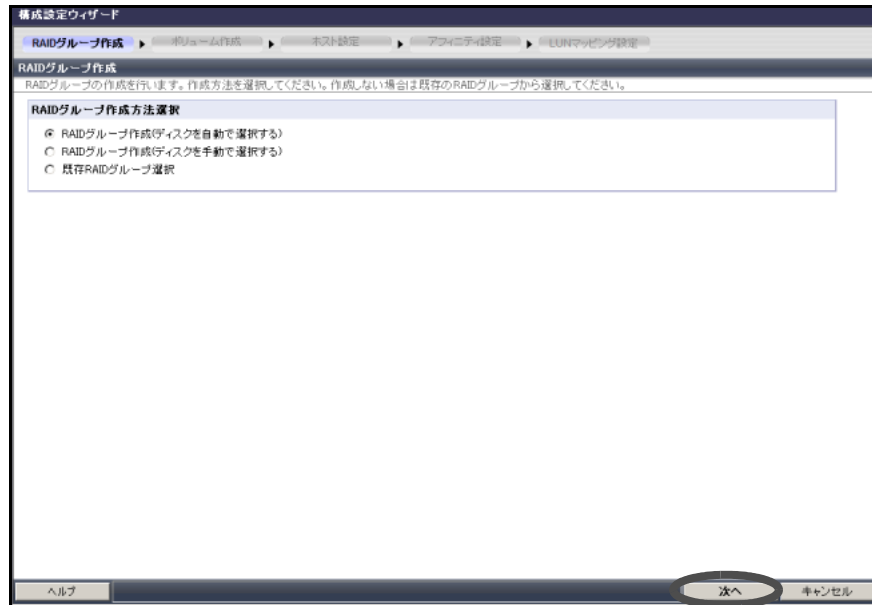 構成設定ウィザード
RAIDグループ作成 ▶ ボリューム作成 ▶ ホスト設定 ▶ アフィニティ設定 ▶ LUNマッピング設定
RAIDグループ作成
RAIDグループの作成を行います。作成方法を選択してください。作成しない場合は既存のRAIDグループから選択してください。
RAIDグループ作成方法選択
RAIDグループ作成(ディスクを自動で選択する)
RAIDグループ作成(ディスクを手動で選択する)
既存RAIDグループ選択
ヘルプ 次へ キャンセル